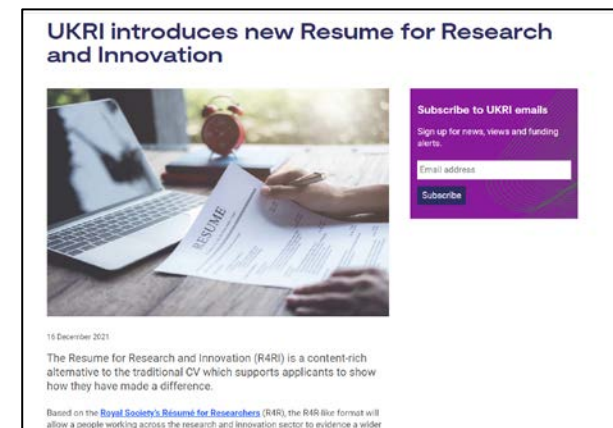 UKRI introduces new Resume for Research
and Innovation
Subscribe to UKRI emails
Sign up for news, views and funding
alerts.
Email address
Subscribe
RESUME
16 December 2021
The Resume for Research and Innovation (R4RI) is a content-rich
alternative to the traditional CV which supports applicants to show
how they have made a difference.
Based on the Royal Society's Résumé for Researchers (R4R), the R4R-like format will
allow a people working across the research and innovation sector to evidence a wider